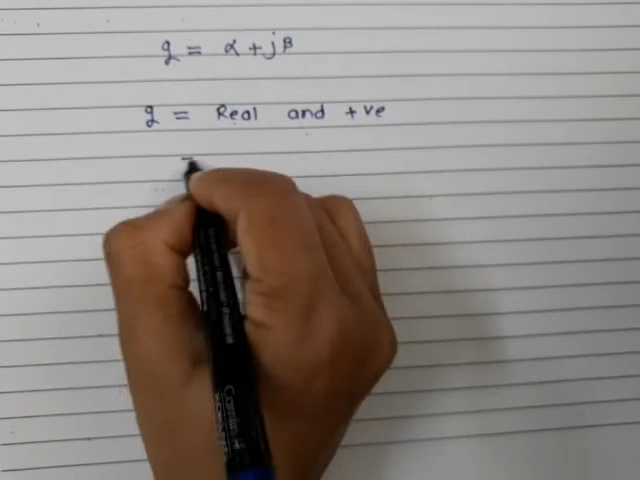 g = α + jβ
g = Real and +ve